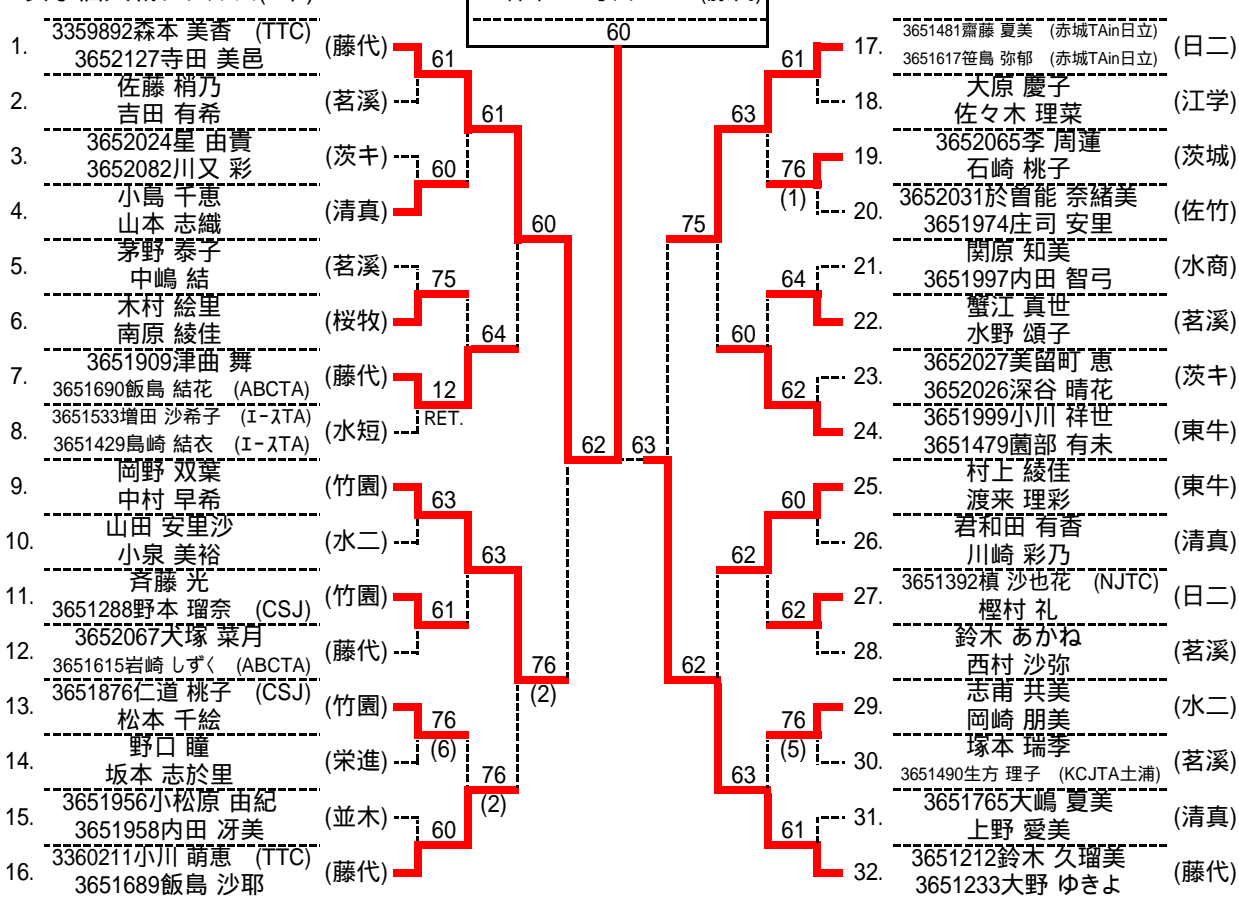 60
1.
3359892森本 美香 (TTC)
3652127寺田 美邑
(藤代)
2.
佐藤 梢乃
吉田 有希
(茗溪)
3.
3652024星 由貴
3652082川又 彩
(茨キ)
4.
小島 千恵
山本 志織
(清真)
5.
茅野 泰子
中嶋 結
(茗溪)
6.
木村 絵里
南原 綾佳
(桜牧)
7.
3651909津曲 舞
3651690飯島 結花 (ABCTA)
(藤代)
8.
3651533増田 沙希子 (エースTA)
3651429島崎 結衣 (エースTA)
(水短)
9.
岡野 双葉
中村 早希
(竹園)
10.
山田 安里沙
小泉 美裕
(水二)
11.
斉藤 光
3651288野本 瑠奈 (CSJ)
(竹園)
12.
3652067犬塚 菜月
3651615岩崎 しずく (ABCTA)
(藤代)
13.
3651876仁道 桃子 (CSJ)
松本 千絵
(竹園)
14.
野口 瞳
坂本 志於里
(栄進)
15.
3651956小松原 由紀
3651958内田 冴美
(並木)
16.
3360211小川 萌恵 (TTC)
3651689飯島 沙耶
(藤代)
61
60
75
12
RET.
63
61
76
(6)
60
61
64
63
76
(2)
60
76
(2)
62
63
75
62
63
60
62
63
61
76
(1)
64
62
60
62
76
(5)
61
17.
3651481齋藤 夏美 (赤城TAin日立)
3651617笹島 弥郁 (赤城TAin日立)
(日二)
18.
大原 慶子
佐々木 理菜
(江学)
19.
3652065李 周蓮
石崎 桃子
(茨城)
20.
3652031於曽能 奈緒美
3651974庄司 安里
(佐竹)
21.
関原 知美
3651997内田 智弓
(水商)
22.
蟹江 真世
水野 頌子
(茗溪)
23.
3652027美留町 恵
3652026深谷 晴花
(茨キ)
24.
3651999小川 祥世
3651479薗部 有未
(東牛)
25.
村上 綾佳
渡来 理彩
(東牛)
26.
君和田 有香
川崎 彩乃
(清真)
27.
3651392槙 沙也花 (NJTC)
樫村 礼
(日二)
28.
鈴木 あかね
西村 沙弥
(茗溪)
29.
志甫 共美
岡崎 朋美
(水二)
30.
塚本 瑞季
3651490生方 理子 (KCJTA土浦)
(茗溪)
31.
3651765大嶋 夏美
上野 愛美
(清真)
32.
3651212鈴木 久瑠美
3651233大野 ゆきよ
(藤代)